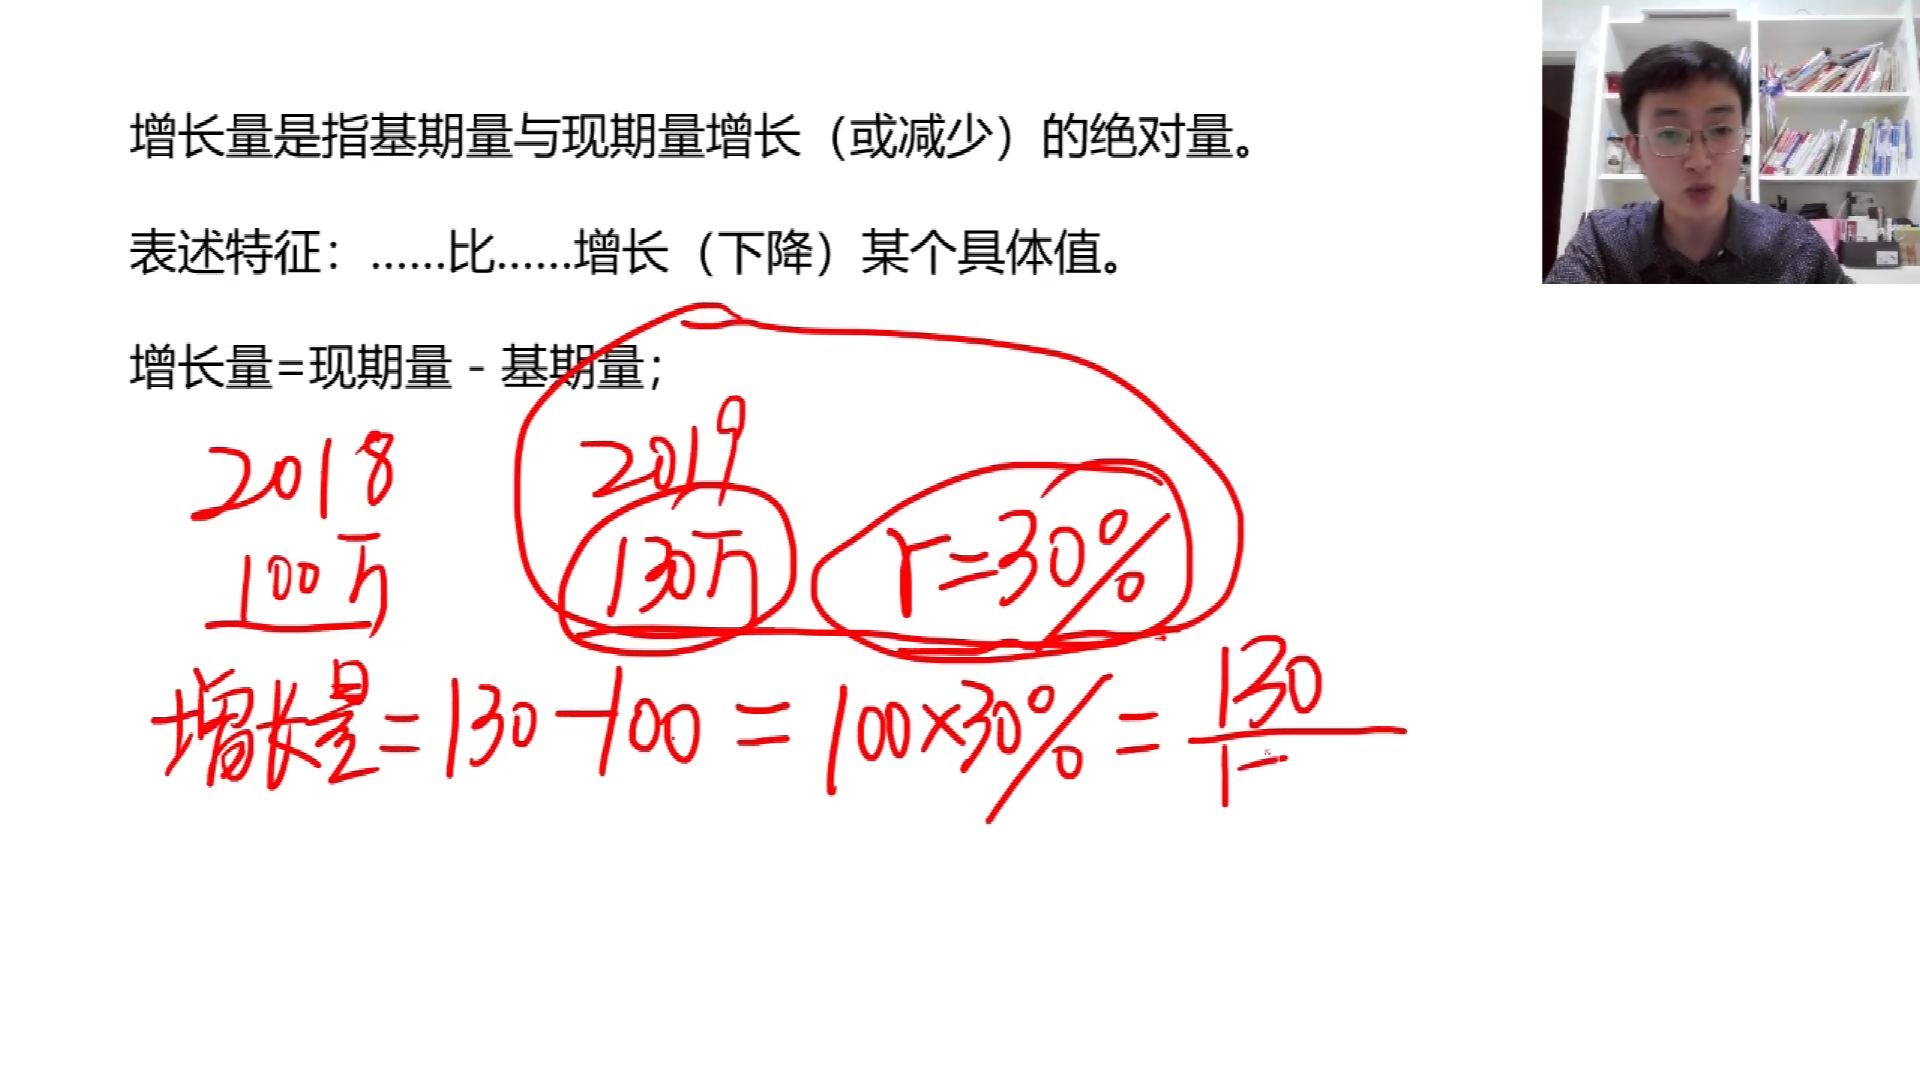 增长量是指基期量与现期量增长（或减少）的绝对量。
表述特征：……比……增长（下降）某个具体值。
增长量=现期量 - 基期量；
2018 2019
100万 130万 r=30%
增长量=130-100=100×30%=130/1-